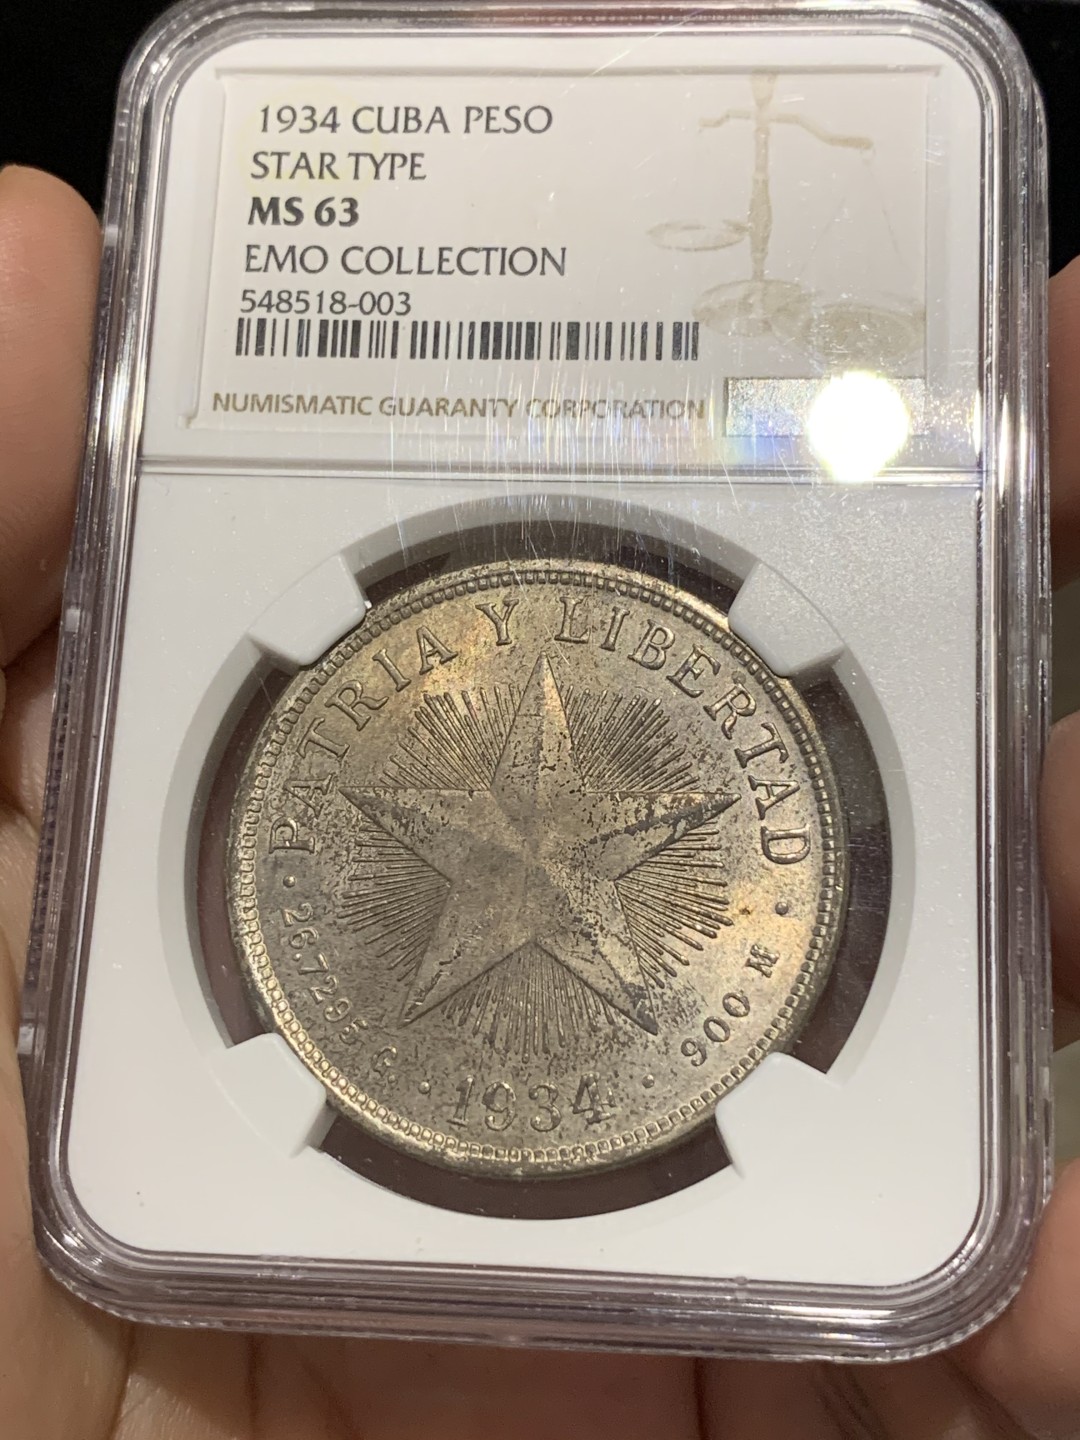 1934 CUBA PESO
STAR TYPE
MS 63
EMO COLLECTION
548518-003
NUMISMATIC GUARANTY CORPORATION
PATRIA Y LIBERTAD
· 26.7295 G. · 1934 · 900 M ·